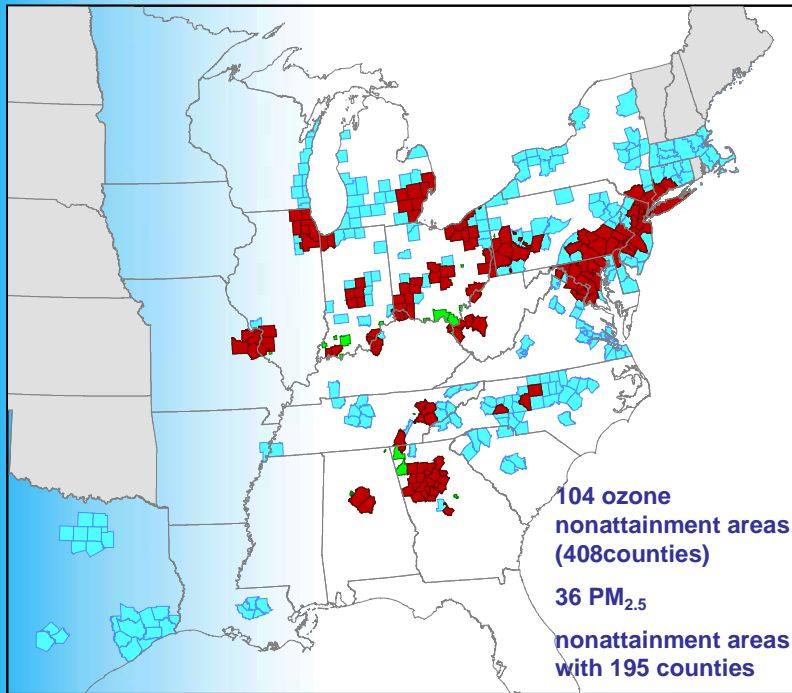 104 ozone
nonattainment areas
(408counties)
36 PM2.5
nonattainment areas
with 195 counties